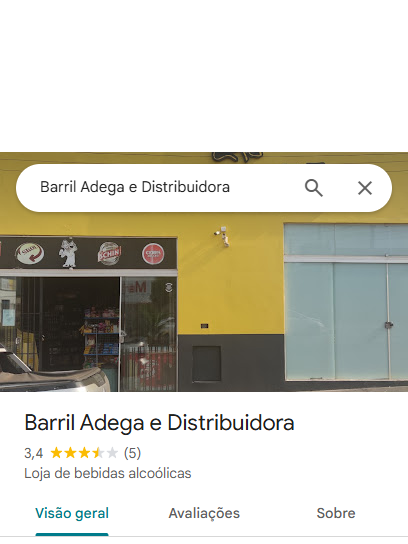 Barril Adega e Distribuidora
SCHIN
Barril Adega e Distribuidora
3,4 (5)
Loja de bebidas alcoólicas
Visão geral
Avaliações
Sobre